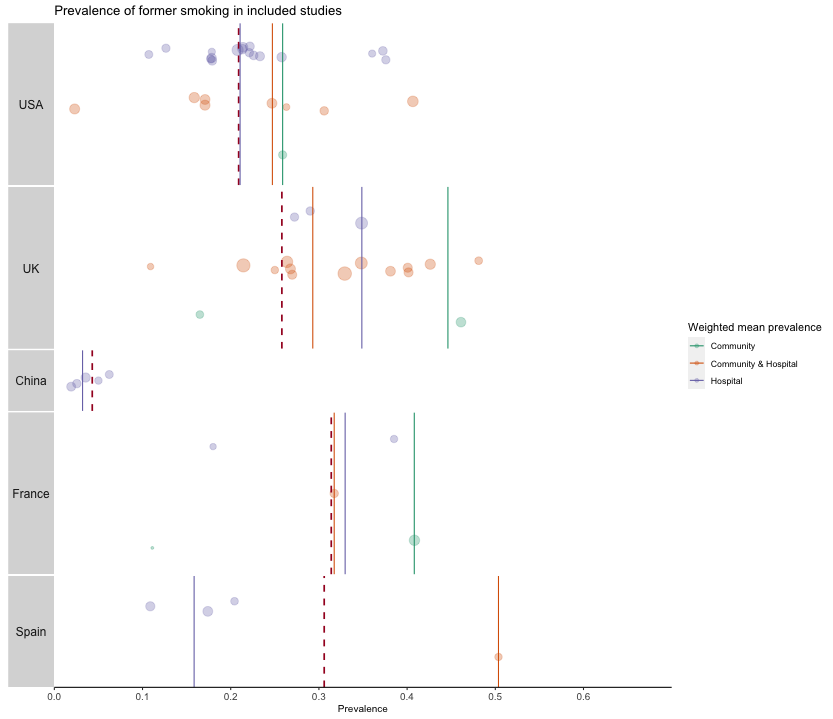 Prevalence of former smoking in included studies
USA
UK
China
France
Spain
0.0 0.1 0.2 0.3 0.4 0.5 0.6
Prevalence
Weighted mean prevalence
Community
Community & Hospital
Hospital